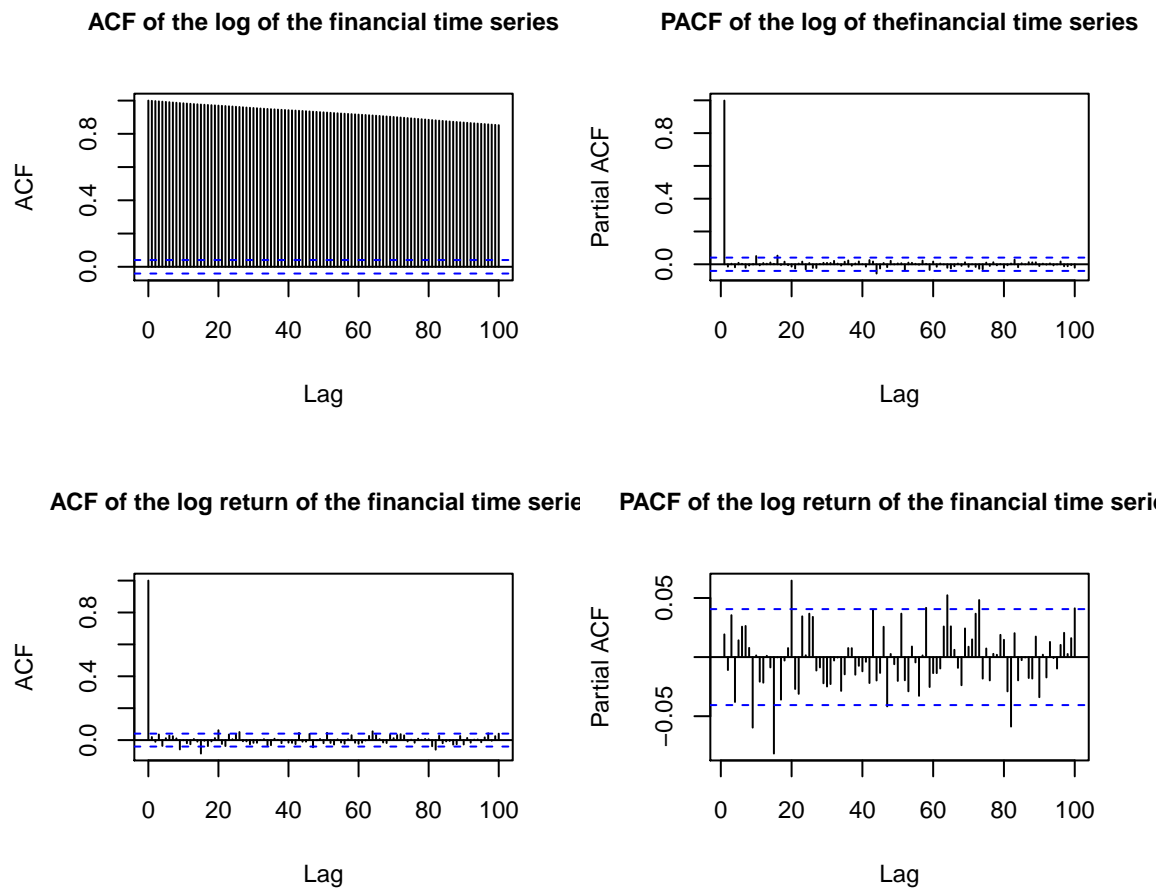 ACF of the log of the financial time series
ACF
0.0 0.4 0.8
0 20 40 60 80 100
Lag
PACF of the log of thefinancial time series
Partial ACF
0.0 0.4 0.8
0 20 40 60 80 100
Lag
ACF of the log return of the financial time serie
ACF
0.0 0.4 0.8
0 20 40 60 80 100
Lag
PACF of the log return of the financial time seri
Partial ACF
−0.05 0.05
0 20 40 60 80 100
Lag